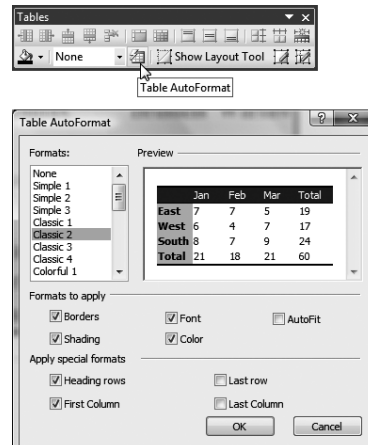 Tables
None
Show Layout Tool
Table AutoFormat
Table AutoFormat
Formats:
None
Simple 1
Simple 2
Simple 3
Classic 1
Classic 2
Classic 3
Classic 4
Colorful 1
Preview
Jan Feb Mar Total
East 7 7 5 19
West 6 4 7 17
South 8 7 9 24
Total 21 18 21 60
Formats to apply
Borders Font AutoFit
Shading Color
Apply special formats
Heading rows Last row
First Column Last Column
OK Cancel